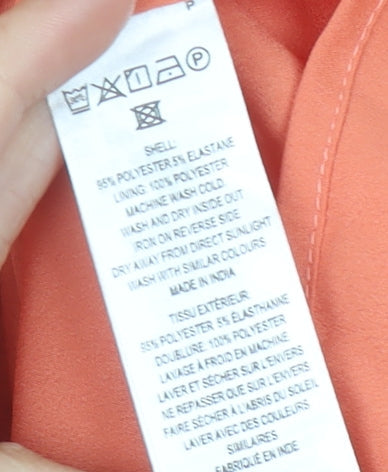 P
30°
P
SHELL:
95% POLYESTER 5% ELASTANE
LINING: 100% POLYESTER
MACHINE WASH COLD.
WASH AND DRY INSIDE OUT
IRON ON REVERSE SIDE
DRY AWAY FROM DIRECT SUNLIGHT
WASH WITH SIMILAR COLOURS
MADE IN INDIA
TISSU EXTÉRIEUR:
95% POLYESTER 5% ÉLASTHANNE
DOUBLURE: 100% POLYESTER
LAVAGE À FROID EN MACHINE
LAVER ET SÉCHER SUR L'ENVERS
NE REPASSER QUE SUR L'ENVERS
FAIRE SÉCHER À L'ABRIS DU SOLEIL
LAVER AVEC DES COULEURS
SIMILAIRES
FABRIQUÉ EN INDE